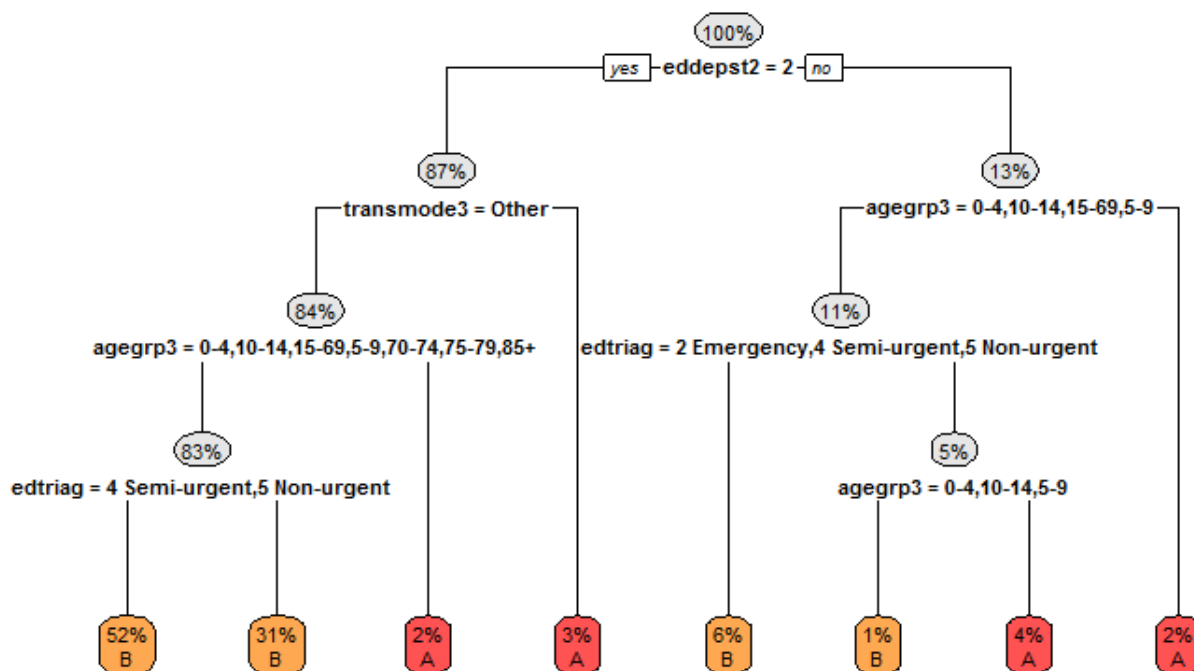 100%
yes eddepst2 = 2 no
87%
13%
transmode3 = Other
agegrp3 = 0-4,10-14,15-69,5-9
84%
11%
agegrp3 = 0-4,10-14,15-69,5-9,70-74,75-79,85+
edtriag = 2 Emergency,4 Semi-urgent,5 Non-urgent
83%
5%
edtriag = 4 Semi-urgent,5 Non-urgent
agegrp3 = 0-4,10-14,5-9
52%
B
31%
B
2%
A
3%
A
6%
B
1%
B
4%
A
2%
A